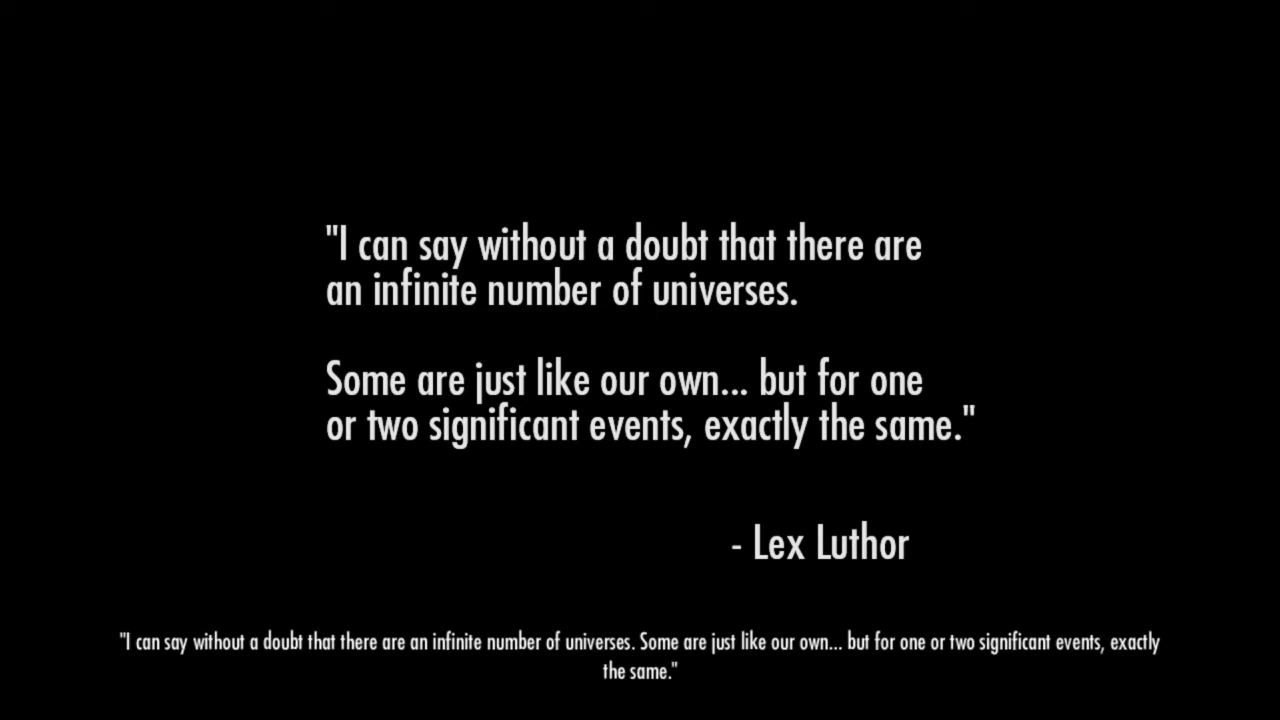 "I can say without a doubt that there are
an infinite number of universes.
Some are just like our own... but for one
or two significant events, exactly the same."
- Lex Luthor
"I can say without a doubt that there are an infinite number of universes. Some are just like our own... but for one or two significant events, exactly
the same."